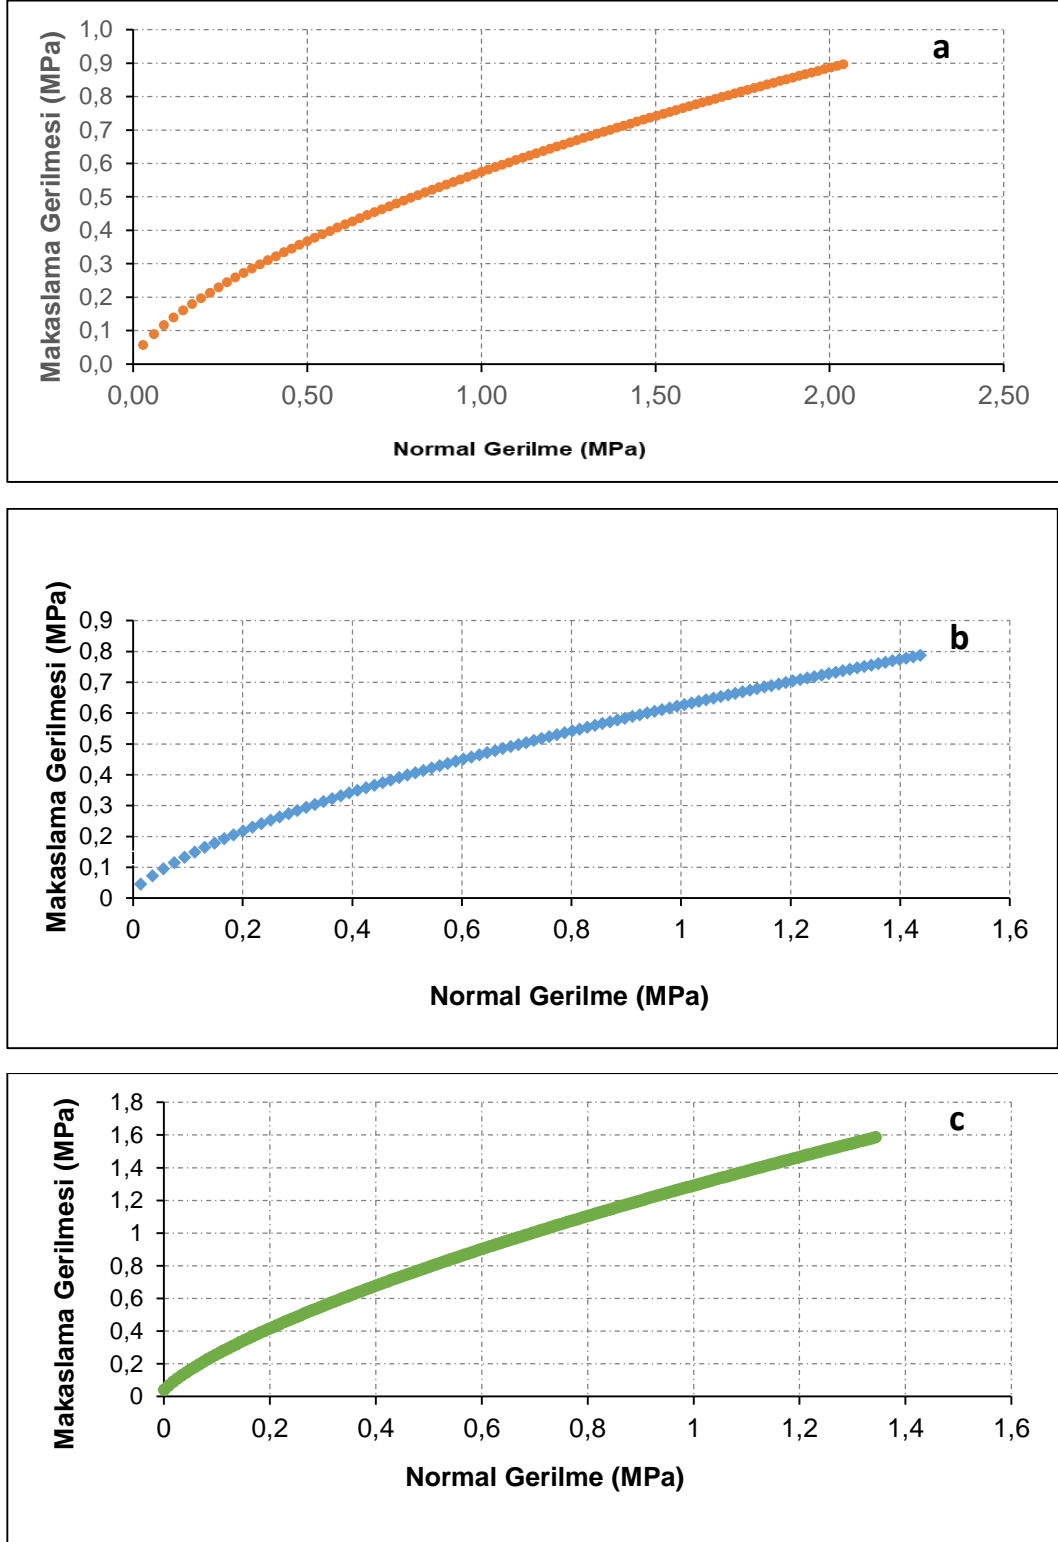 a
Makaslama Gerilmesi (MPa)
1,0
0,9
0,8
0,7
0,6
0,5
0,4
0,3
0,2
0,1
0,0
0,00 0,50 1,00 1,50 2,00 2,50
Normal Gerilme (MPa)
b
Makaslama Gerilmesi (MPa)
0,9
0,8
0,7
0,6
0,5
0,4
0,3
0,2
0,1
0
0 0,2 0,4 0,6 0,8 1 1,2 1,4 1,6
Normal Gerilme (MPa)
c
Makaslama Gerilmesi (MPa)
1,8
1,6
1,4
1,2
1
0,8
0,6
0,4
0,2
0
0 0,2 0,4 0,6 0,8 1 1,2 1,4 1,6
Normal Gerilme (MPa)